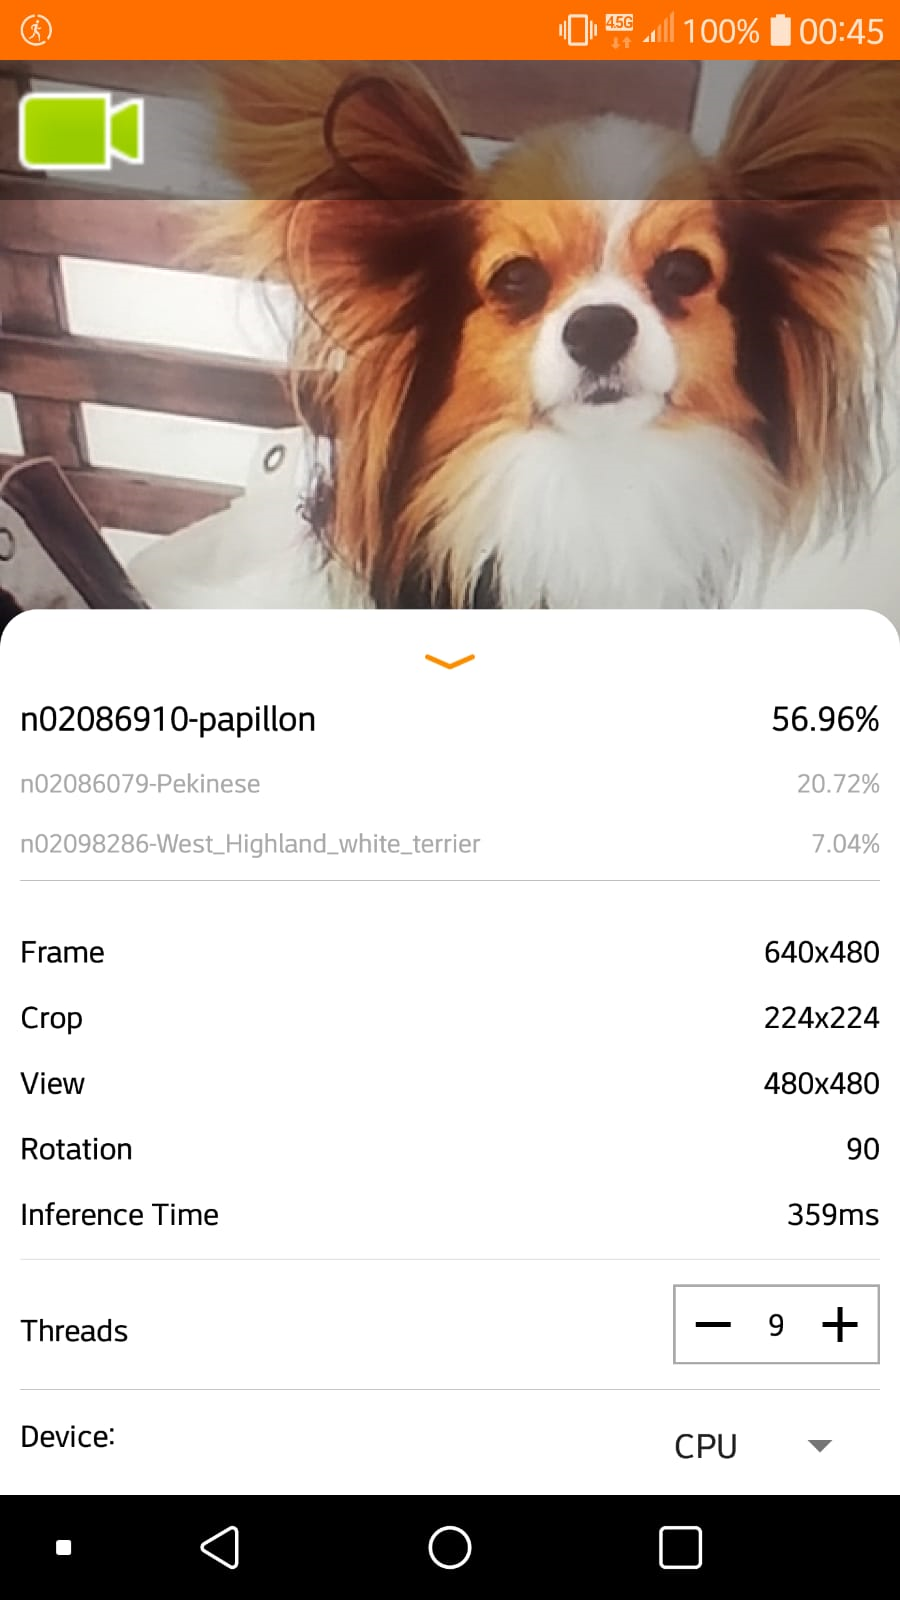 4.5G 100% 00:45
n02086910-papillon 56.96%
n02086079-Pekinese 20.72%
n02098286-West_Highland_white_terrier 7.04%
Frame 640x480
Crop 224x224
View 480x480
Rotation 90
Inference Time 359ms
Threads 9
Device: CPU